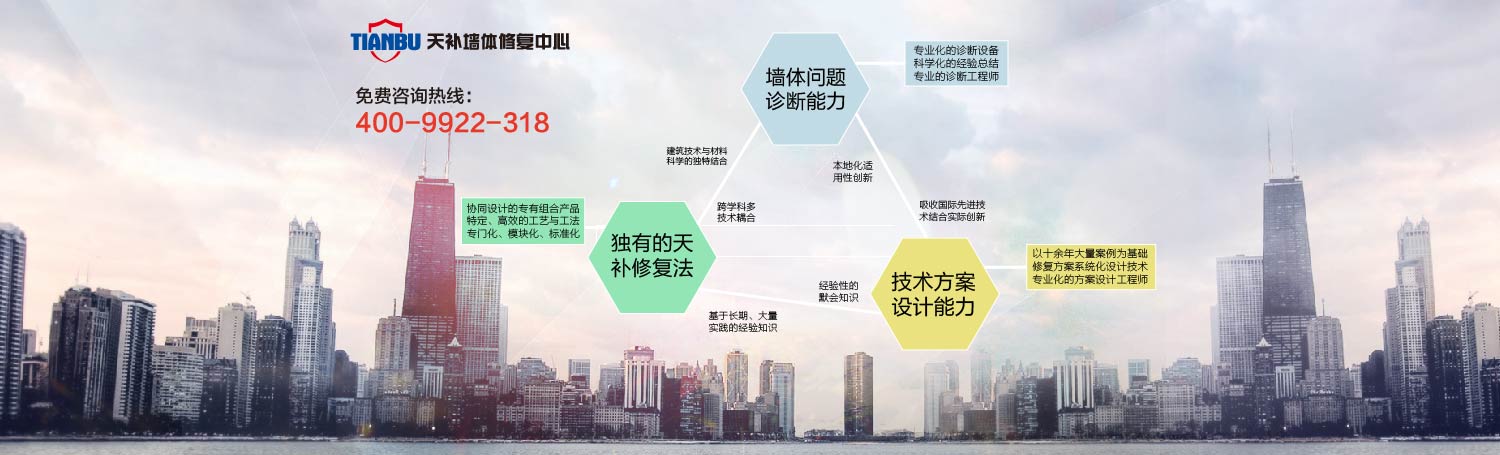 TIANBU 天补墙体修复中心
免费咨询热线：
400-9922-318
墙体问题
诊断能力
专业化的诊断设备
科学化的经验总结
专业的诊断工程师
建筑技术与材料
科学的独特结合
本地化适
用性创新
跨学科多
技术耦合
吸收国际先进技
术结合实际创新
协同设计的专有组合产品
特定、高效的工艺与工法
专门化、模块化、标准化
独有的天
补修复法
技术方案
设计能力
以十余年大量案例为基础
修复方案系统化设计技术
专业化的方案设计工程师
经验性的
默会知识
基于长期、大量
实践的经验知识